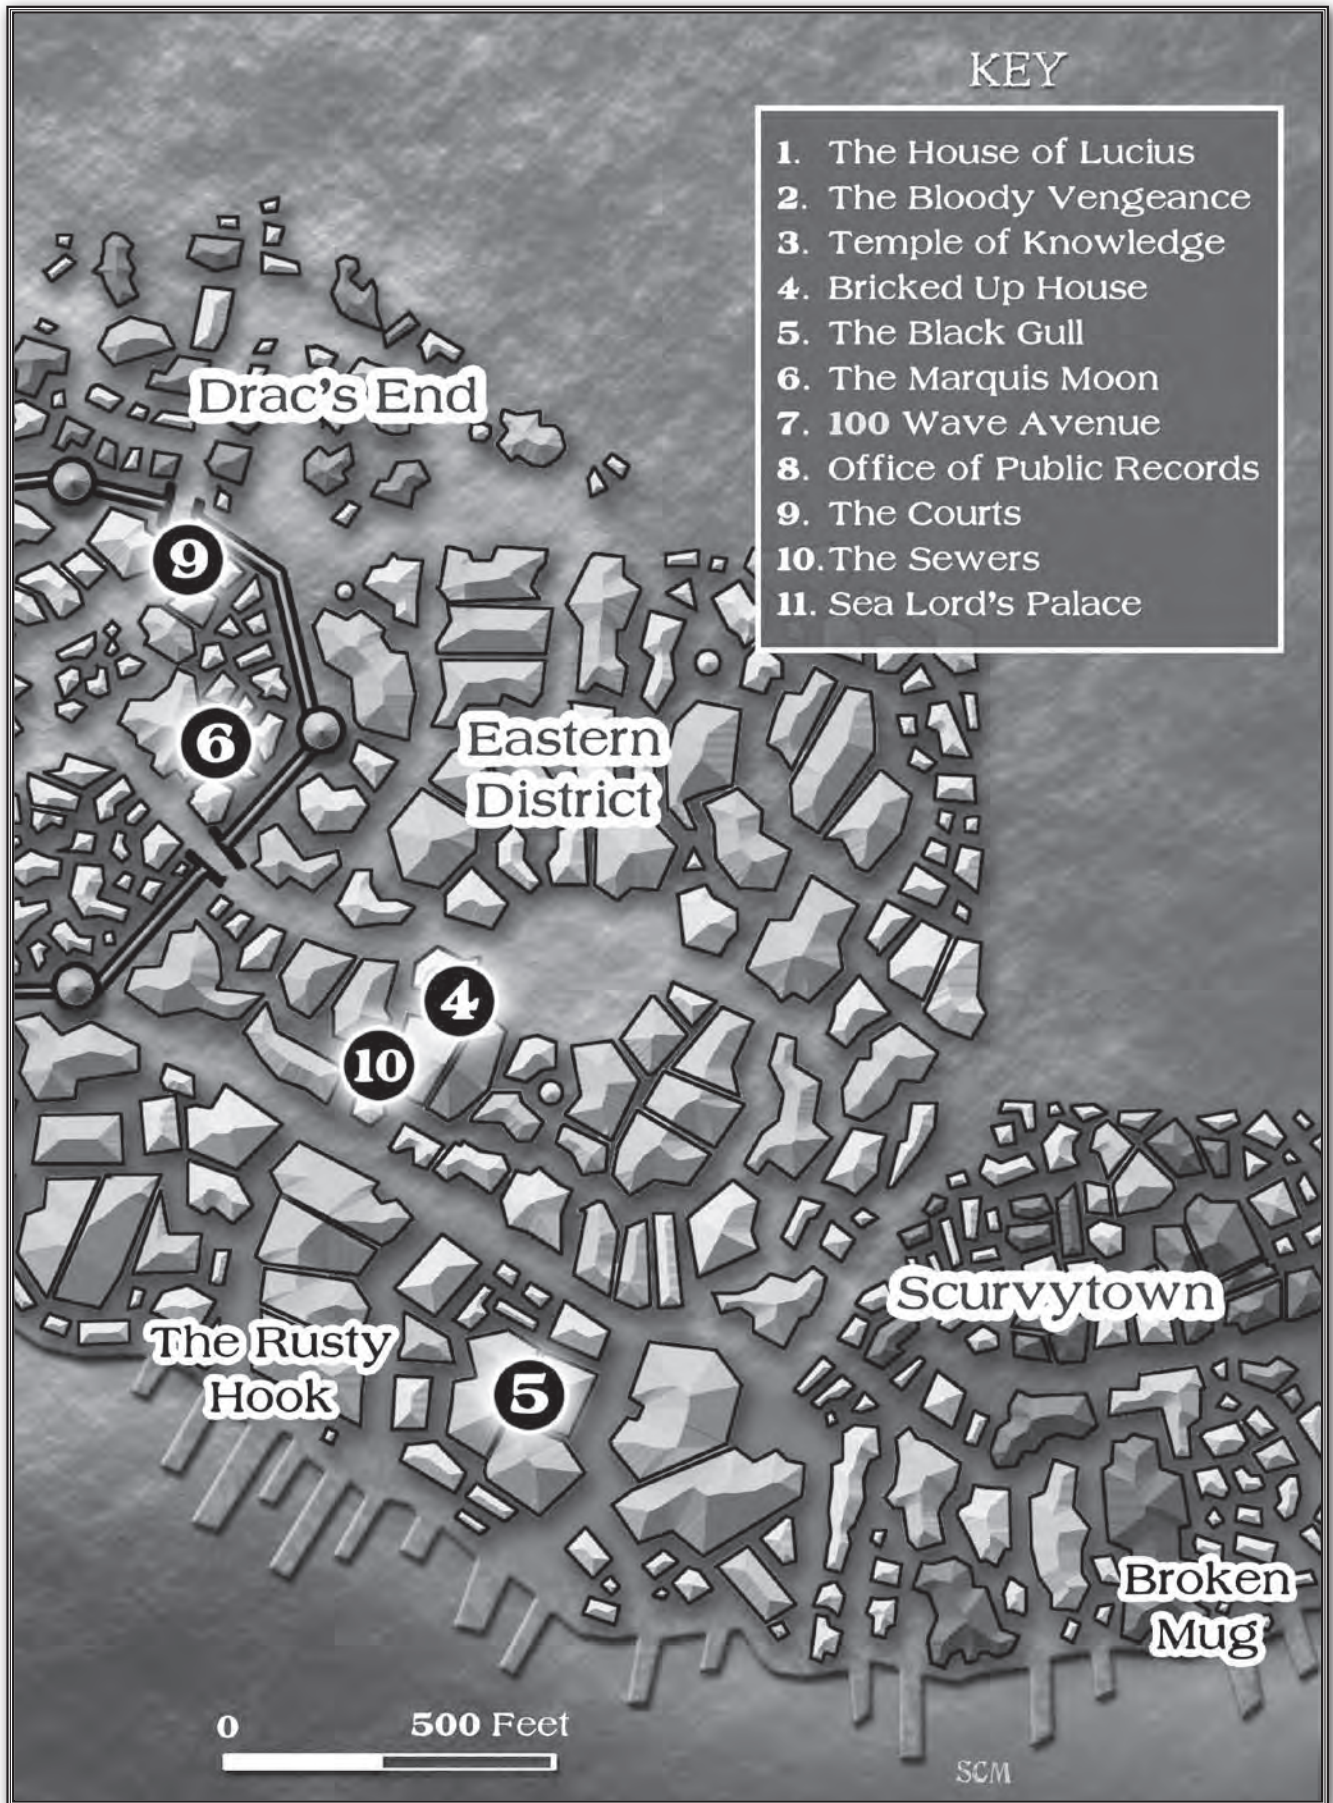 KEY
1. The House of Lucius
2. The Bloody Vengeance
3. Temple of Knowledge
4. Bricked Up House
5. The Black Gull
6. The Marquis Moon
7. 100 Wave Avenue
8. Office of Public Records
9. The Courts
10. The Sewers
11. Sea Lord's Palace
Drac's End
9
6
Eastern
District
4
10
Scurvytown
The Rusty
Hook
5
Broken
Mug
0 500 Feet
SCM